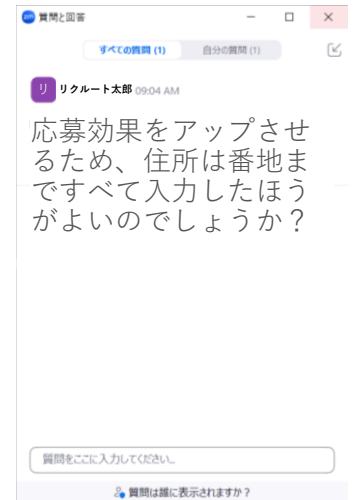 zm 質問と回答
すべての質問 (1) 自分の質問 (1)
リ リクルート太郎 09:04 AM
応募効果をアップさせ
るため、住所は番地ま
ですべて入力したほう
がよいのでしょうか？
質問をここに入力してください...
質問は誰に表示されますか？